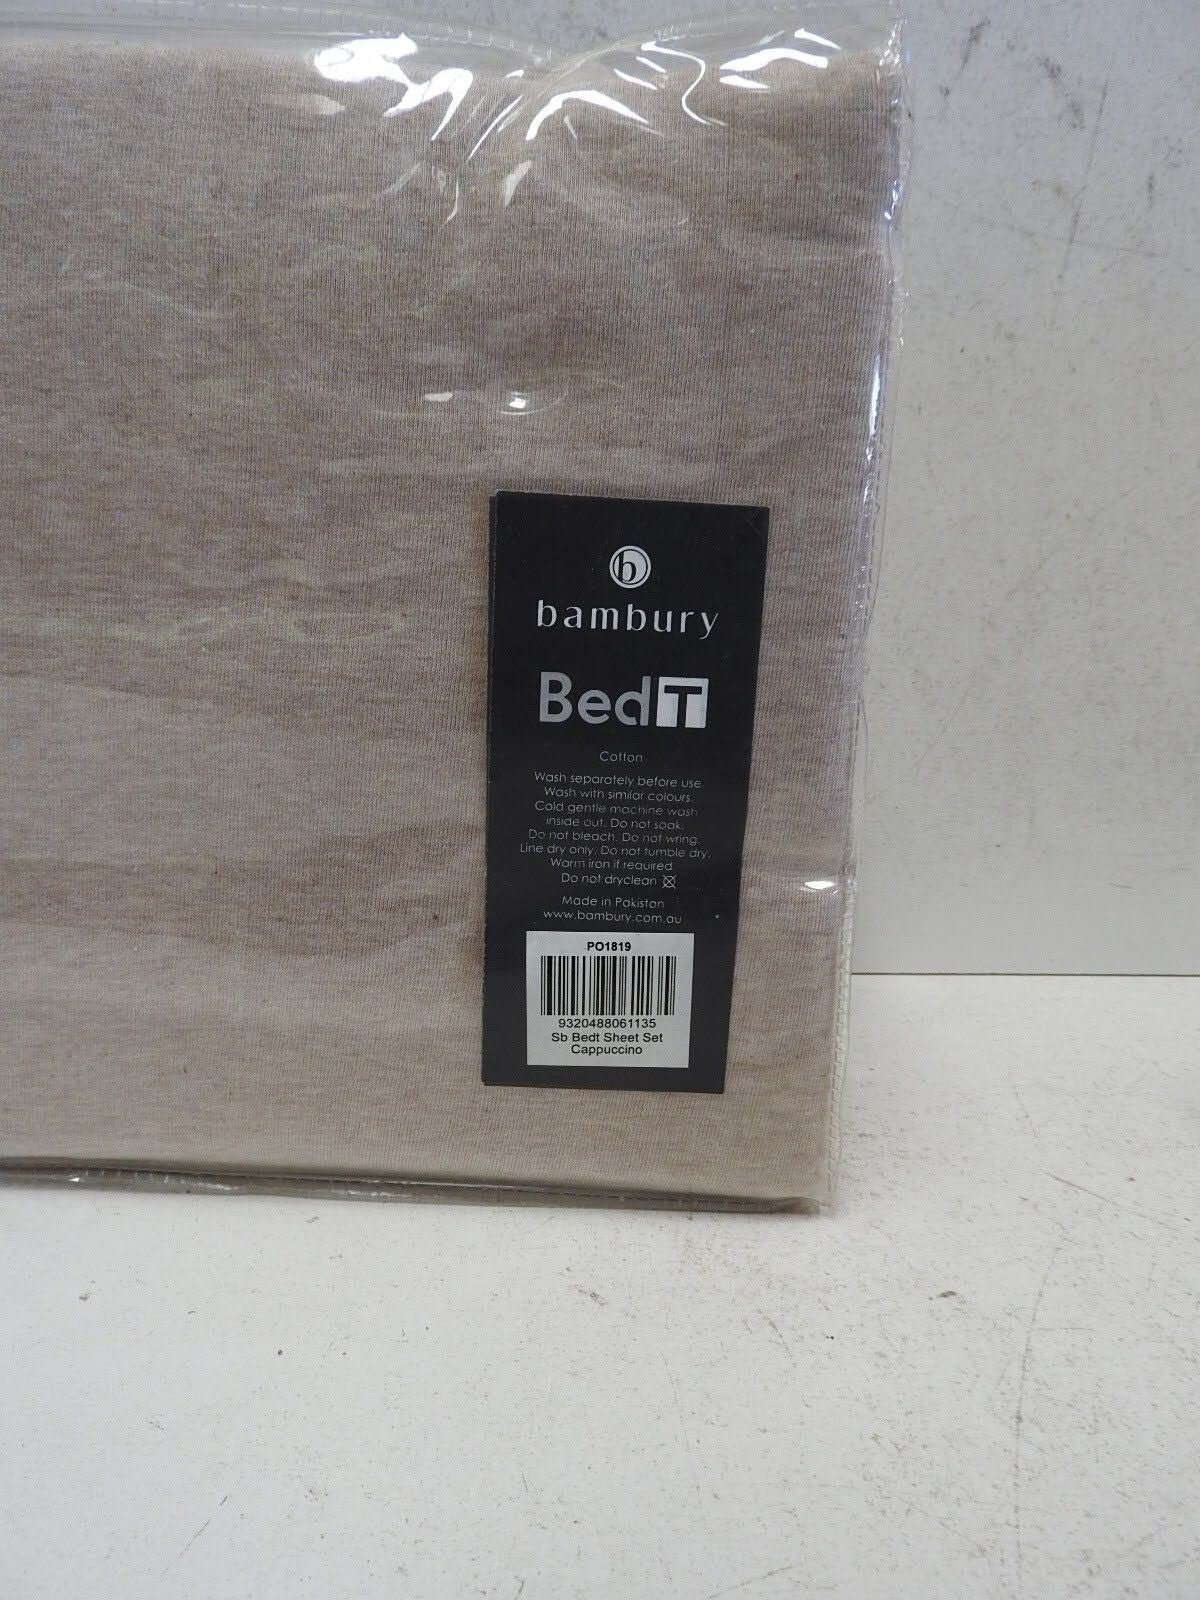 b
bambury
BedT
Cotton
Wash separately before use.
Wash with similar colours.
Cold gentle machine wash
inside out. Do not soak.
Do not bleach. Do not wring.
Line dry only. Do not tumble dry.
Warm iron if required.
Do not dryclean
Made in Pakistan
www.bambury.com.au
PO1819
9320488061135
Sb Bedt Sheet Set
Cappuccino